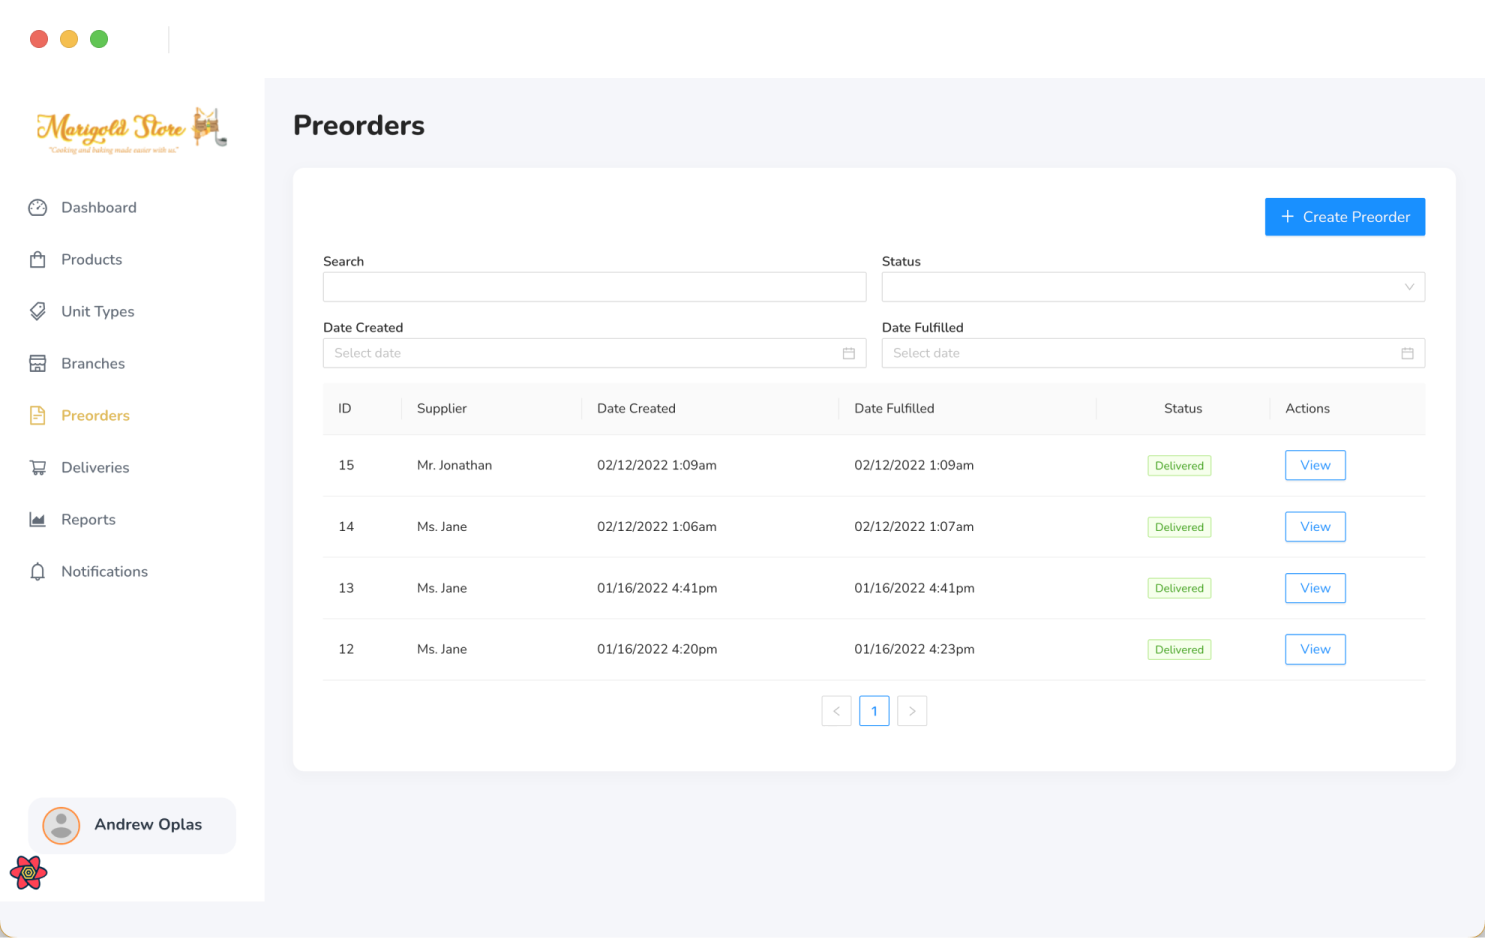 Marigold Store
"Cooking and baking made easier with us."
Dashboard
Products
Unit Types
Branches
Preorders
Deliveries
Reports
Notifications
Andrew Oplas
Preorders
+ Create Preorder
Search
Status
Date Created
Date Fulfilled
Select date
Select date
ID Supplier Date Created Date Fulfilled Status Actions
15 Mr. Jonathan 02/12/2022 1:09am 02/12/2022 1:09am Delivered View
14 Ms. Jane 02/12/2022 1:06am 02/12/2022 1:07am Delivered View
13 Ms. Jane 01/16/2022 4:41pm 01/16/2022 4:41pm Delivered View
12 Ms. Jane 01/16/2022 4:20pm 01/16/2022 4:23pm Delivered View
< 1 >